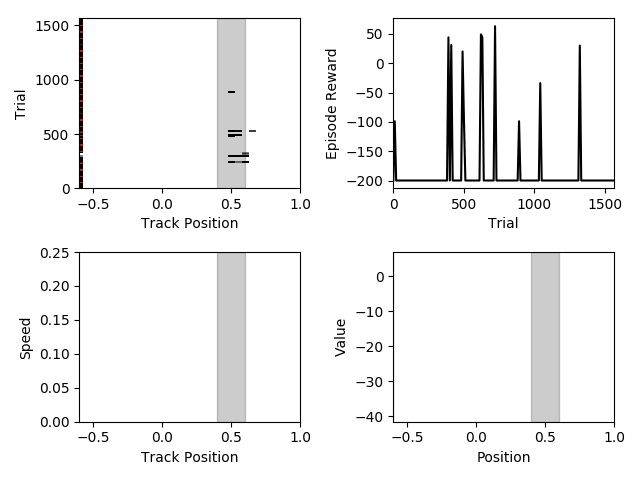 1500
1000
500
0
Trial
−0.5 0.0 0.5 1.0
Track Position
50
0
−50
−100
−150
−200
Episode Reward
0 500 1000 1500
Trial
0.25
0.20
0.15
0.10
0.05
0.00
Speed
−0.5 0.0 0.5 1.0
Track Position
0
−10
−20
−30
−40
Value
−0.5 0.0 0.5 1.0
Position